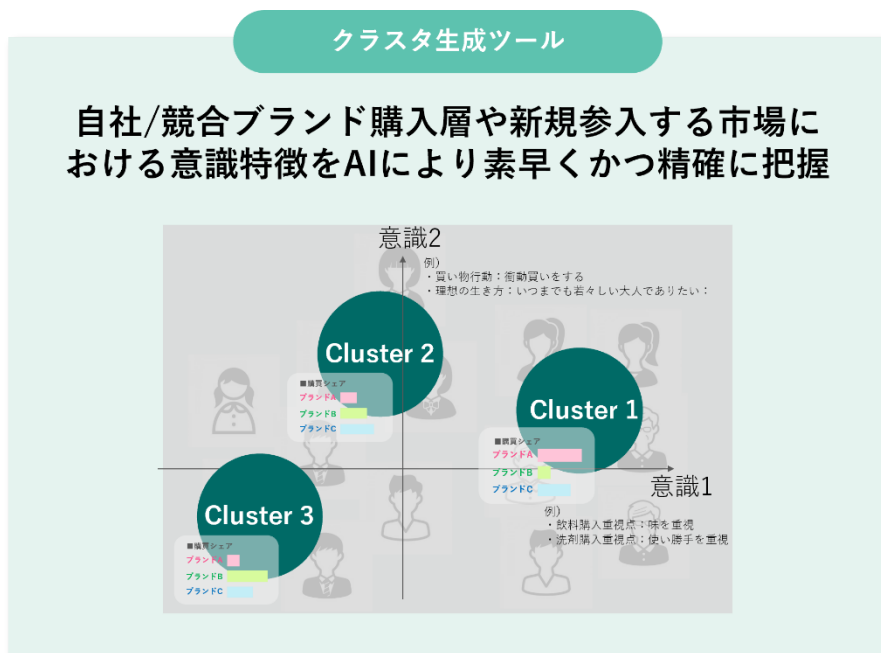 クラスタ生成ツール
自社/競合ブランド購入層や新規参入する市場に
おける意識特徴をAIにより素早くかつ精確に把握
意識2
例)
・買い物行動：衝動買いをする
・理想の生き方：いつまでも若々しい大人でありたい：
Cluster 2
■購買シェア
ブランドA
ブランドB
ブランドC
Cluster 1
■購買シェア
ブランドA
ブランドB
ブランドC
意識1
例)
・飲料購入重視点：味を重視
・洗剤購入重視点：使い勝手を重視
Cluster 3
■購買シェア
ブランドA
ブランドB
ブランドC